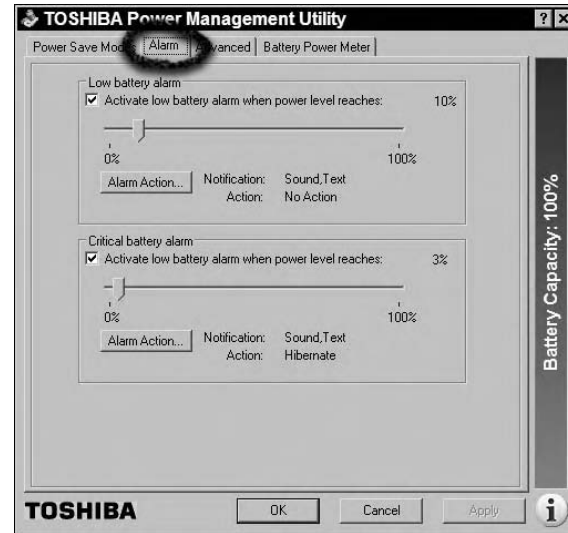 TOSHIBA Power Management Utility
? x
Power Save Mode Alarm Advanced Battery Power Meter
Low battery alarm
Activate low battery alarm when power level reaches: 10%
0% 100%
Alarm Action... Notification: Sound,Text
Action: No Action
Critical battery alarm
Activate low battery alarm when power level reaches: 3%
0% 100%
Alarm Action... Notification: Sound,Text
Action: Hibernate
Battery Capacity: 100%
TOSHIBA OK Cancel Apply i